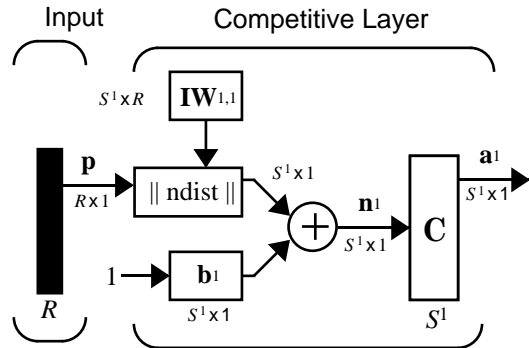 Input
Competitive Layer
S¹ x R
IW1,1
p
R x 1
|| ndist ||
S¹ x 1
n1
S¹ x 1
C
a1
S¹ x 1
1
b1
S¹ x 1
R
S¹